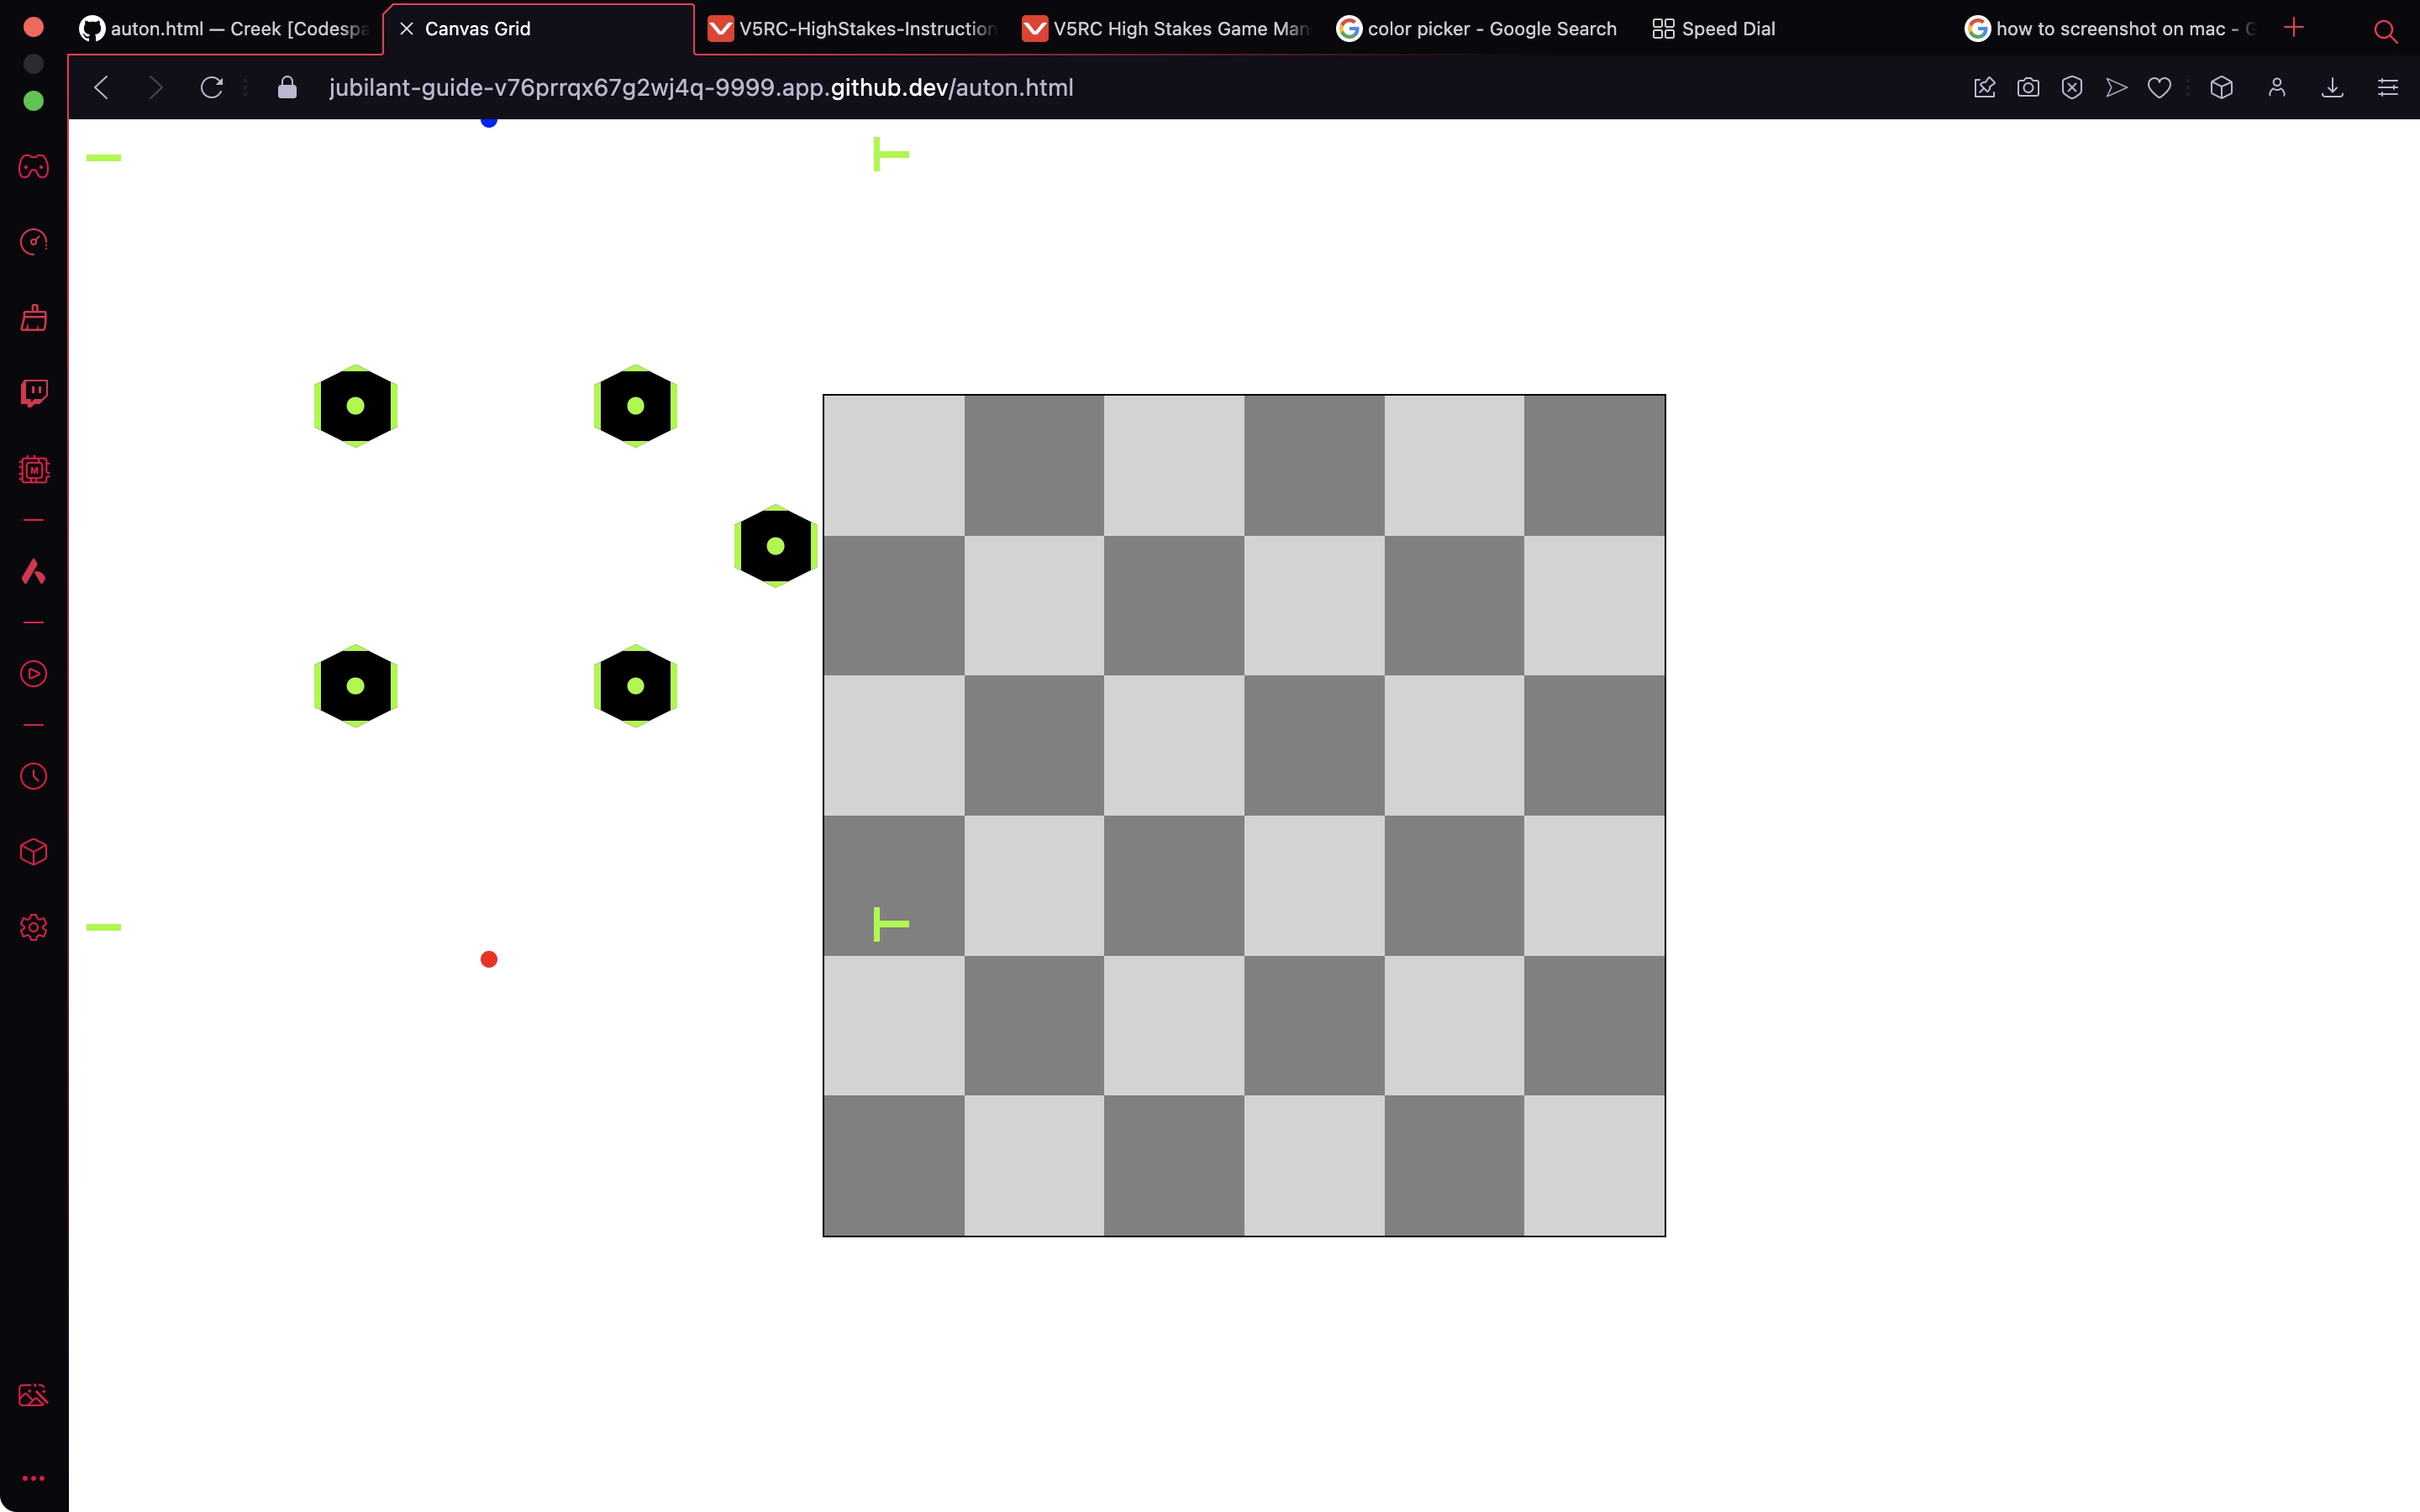 auton.html — Creek [Codespa
Canvas Grid
V5RC-HighStakes-Instruction
V5RC High Stakes Game Man
color picker - Google Search
Speed Dial
how to screenshot on mac - G
jubilant-guide-v76prrqx67g2wj4q-9999.app.github.dev/auton.html
M